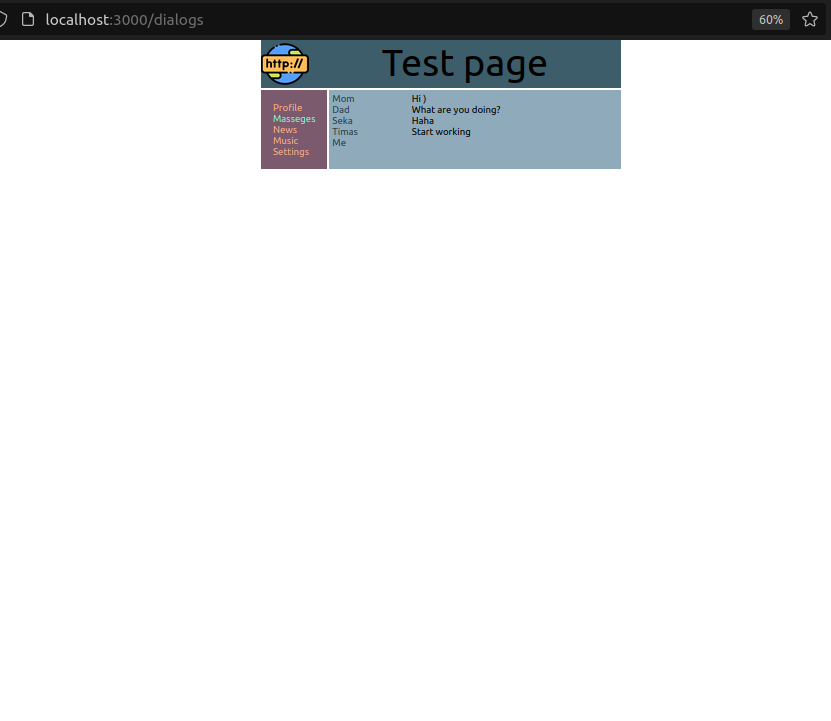 localhost:3000/dialogs
60%
http://
Test page
Profile
Masseges
News
Music
Settings
Mom
Dad
Seka
Timas
Me
Hi )
What are you doing?
Haha
Start working